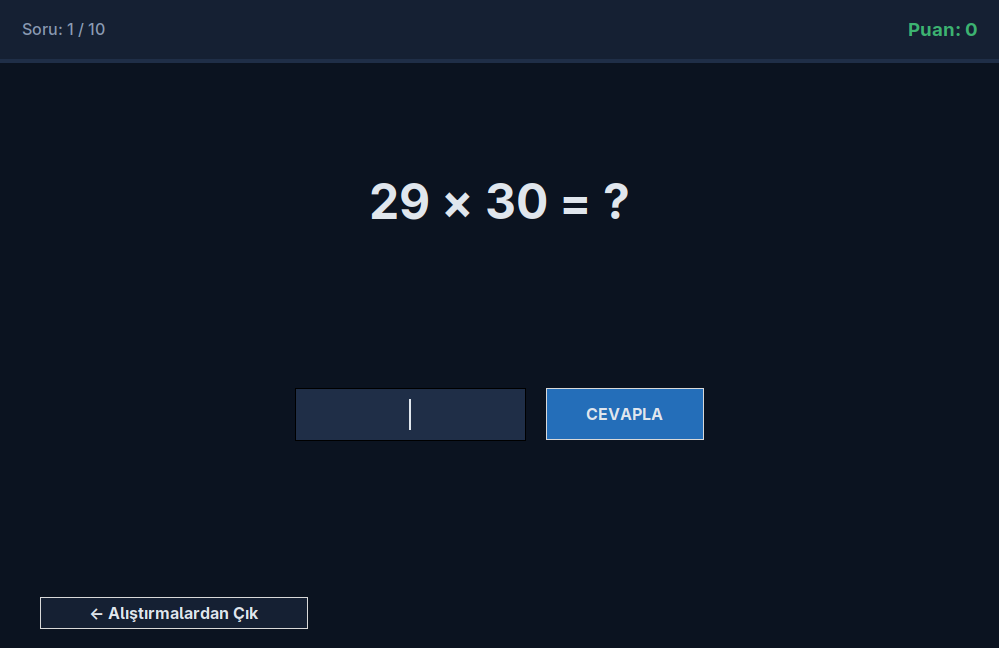 Soru: 1 / 10
Puan: 0
29 × 30 = ?
CEVAPLA
← Alıştırmalardan Çık